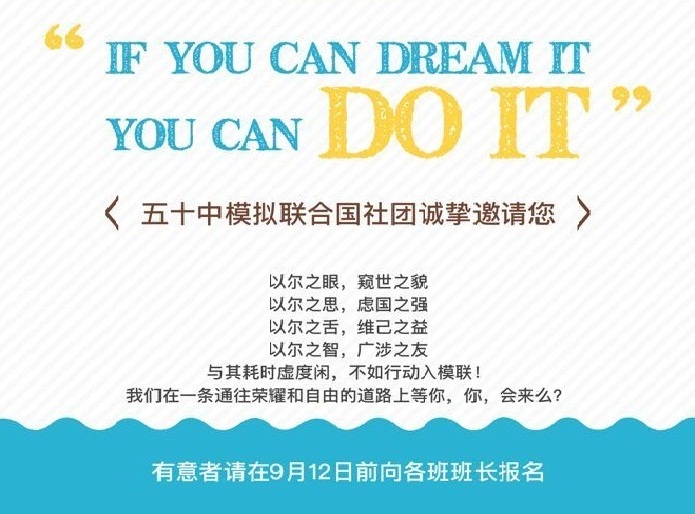 “ IF YOU CAN DREAM IT
YOU CAN DO IT ”
〈 五十中模拟联合国社团诚挚邀请您 〉
以尔之眼，窥世之貌
以尔之思，虑国之强
以尔之舌，维己之益
以尔之智，广涉之友
与其耗时虚度闲，不如行动入模联！
我们在一条通往荣耀和自由的道路上等你，你，会来么？
有意者请在9月12日前向各班班长报名